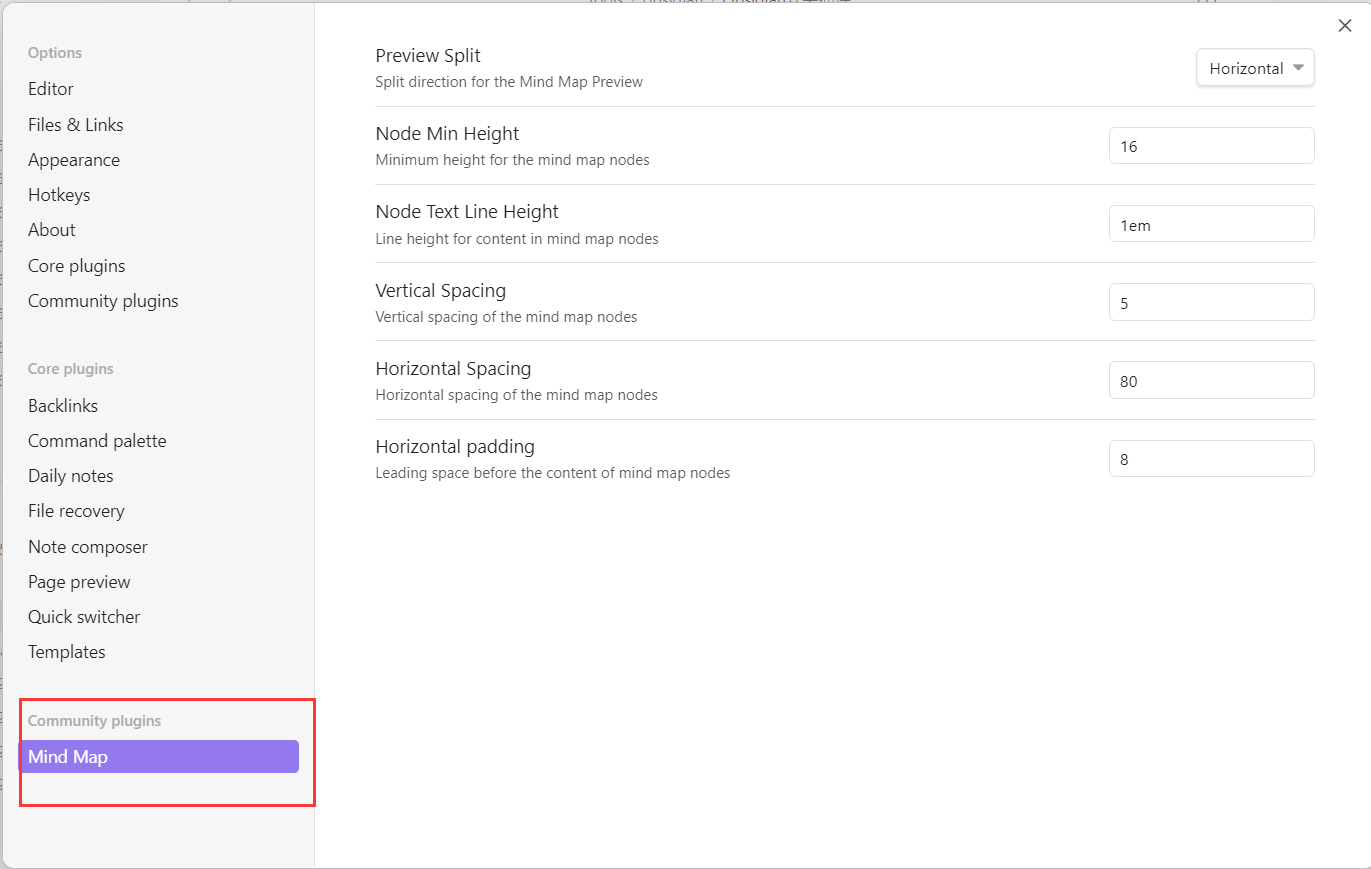 Options
Editor
Files & Links
Appearance
Hotkeys
About
Core plugins
Community plugins
Core plugins
Backlinks
Command palette
Daily notes
File recovery
Note composer
Page preview
Quick switcher
Templates
Community plugins
Mind Map
Preview Split
Split direction for the Mind Map Preview
Horizontal
Node Min Height
Minimum height for the mind map nodes
16
Node Text Line Height
Line height for content in mind map nodes
1em
Vertical Spacing
Vertical spacing of the mind map nodes
5
Horizontal Spacing
Horizontal spacing of the mind map nodes
80
Horizontal padding
Leading space before the content of mind map nodes
8